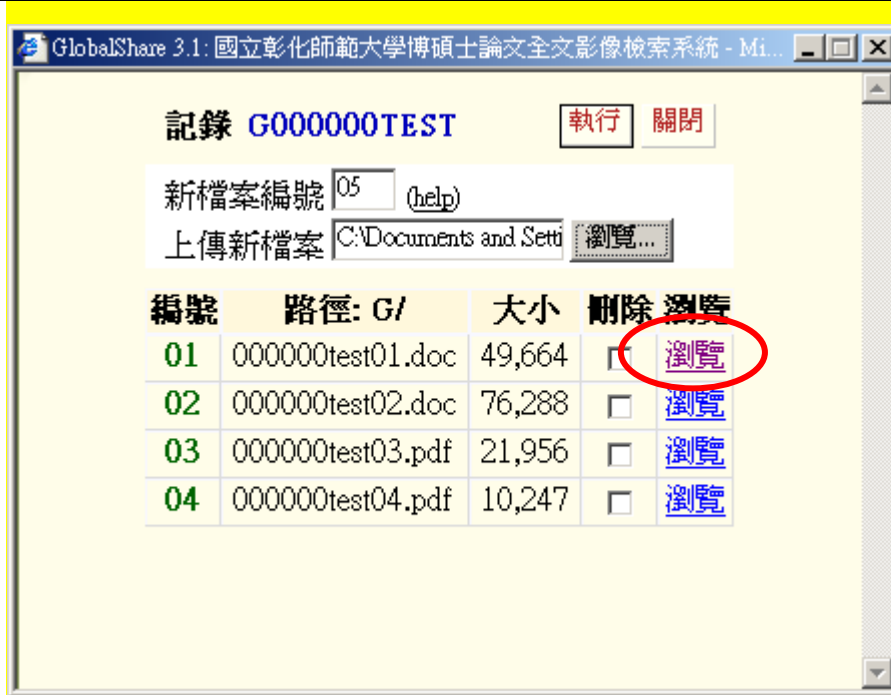 GlobalShare 3.1: 國立彰化師範大學博碩士論文全文影像檢索系統 - Mi...
記錄 G000000TEST 執行 關閉
新檔案編號 05 (help)
上傳新檔案 C:\Documents and Setti 瀏覽...
編號 路徑: G/ 大小 刪除 瀏覽
01 000000test01.doc 49,664 瀏覽
02 000000test02.doc 76,288 瀏覽
03 000000test03.pdf 21,956 瀏覽
04 000000test04.pdf 10,247 瀏覽